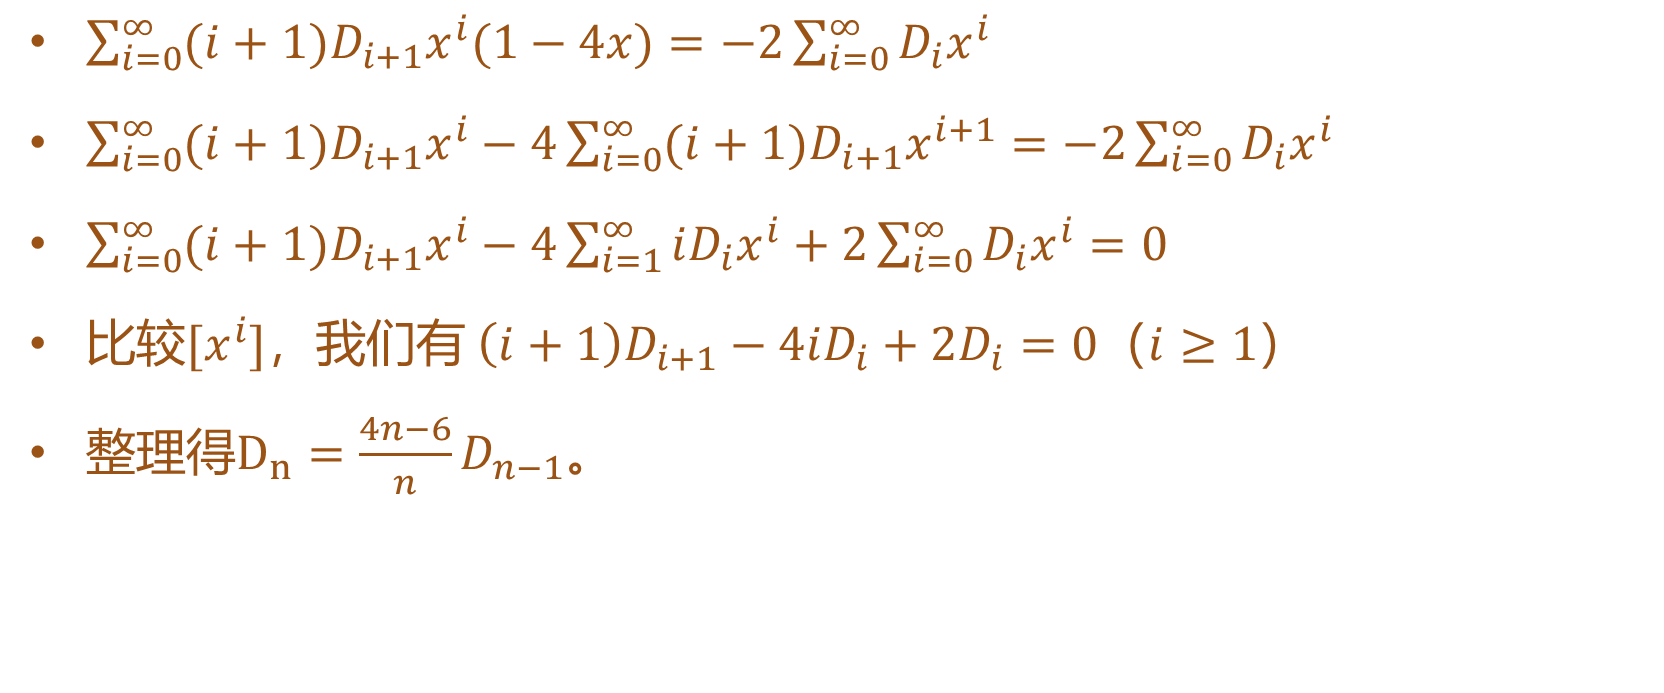 • ∑_{i=0}^{∞}(i + 1)D_{i+1}x^i(1 − 4x) = −2 ∑_{i=0}^{∞} D_i x^i
• ∑_{i=0}^{∞}(i + 1)D_{i+1}x^i − 4 ∑_{i=0}^{∞}(i + 1)D_{i+1}x^{i+1} = −2 ∑_{i=0}^{∞} D_i x^i
• ∑_{i=0}^{∞}(i + 1)D_{i+1}x^i − 4 ∑_{i=1}^{∞} iD_i x^i + 2 ∑_{i=0}^{∞} D_i x^i = 0
• 比较[x^i]，我们有 (i + 1)D_{i+1} − 4iD_i + 2D_i = 0（i ≥ 1）
• 整理得D_n = \frac{4n−6}{n} D_{n−1}。